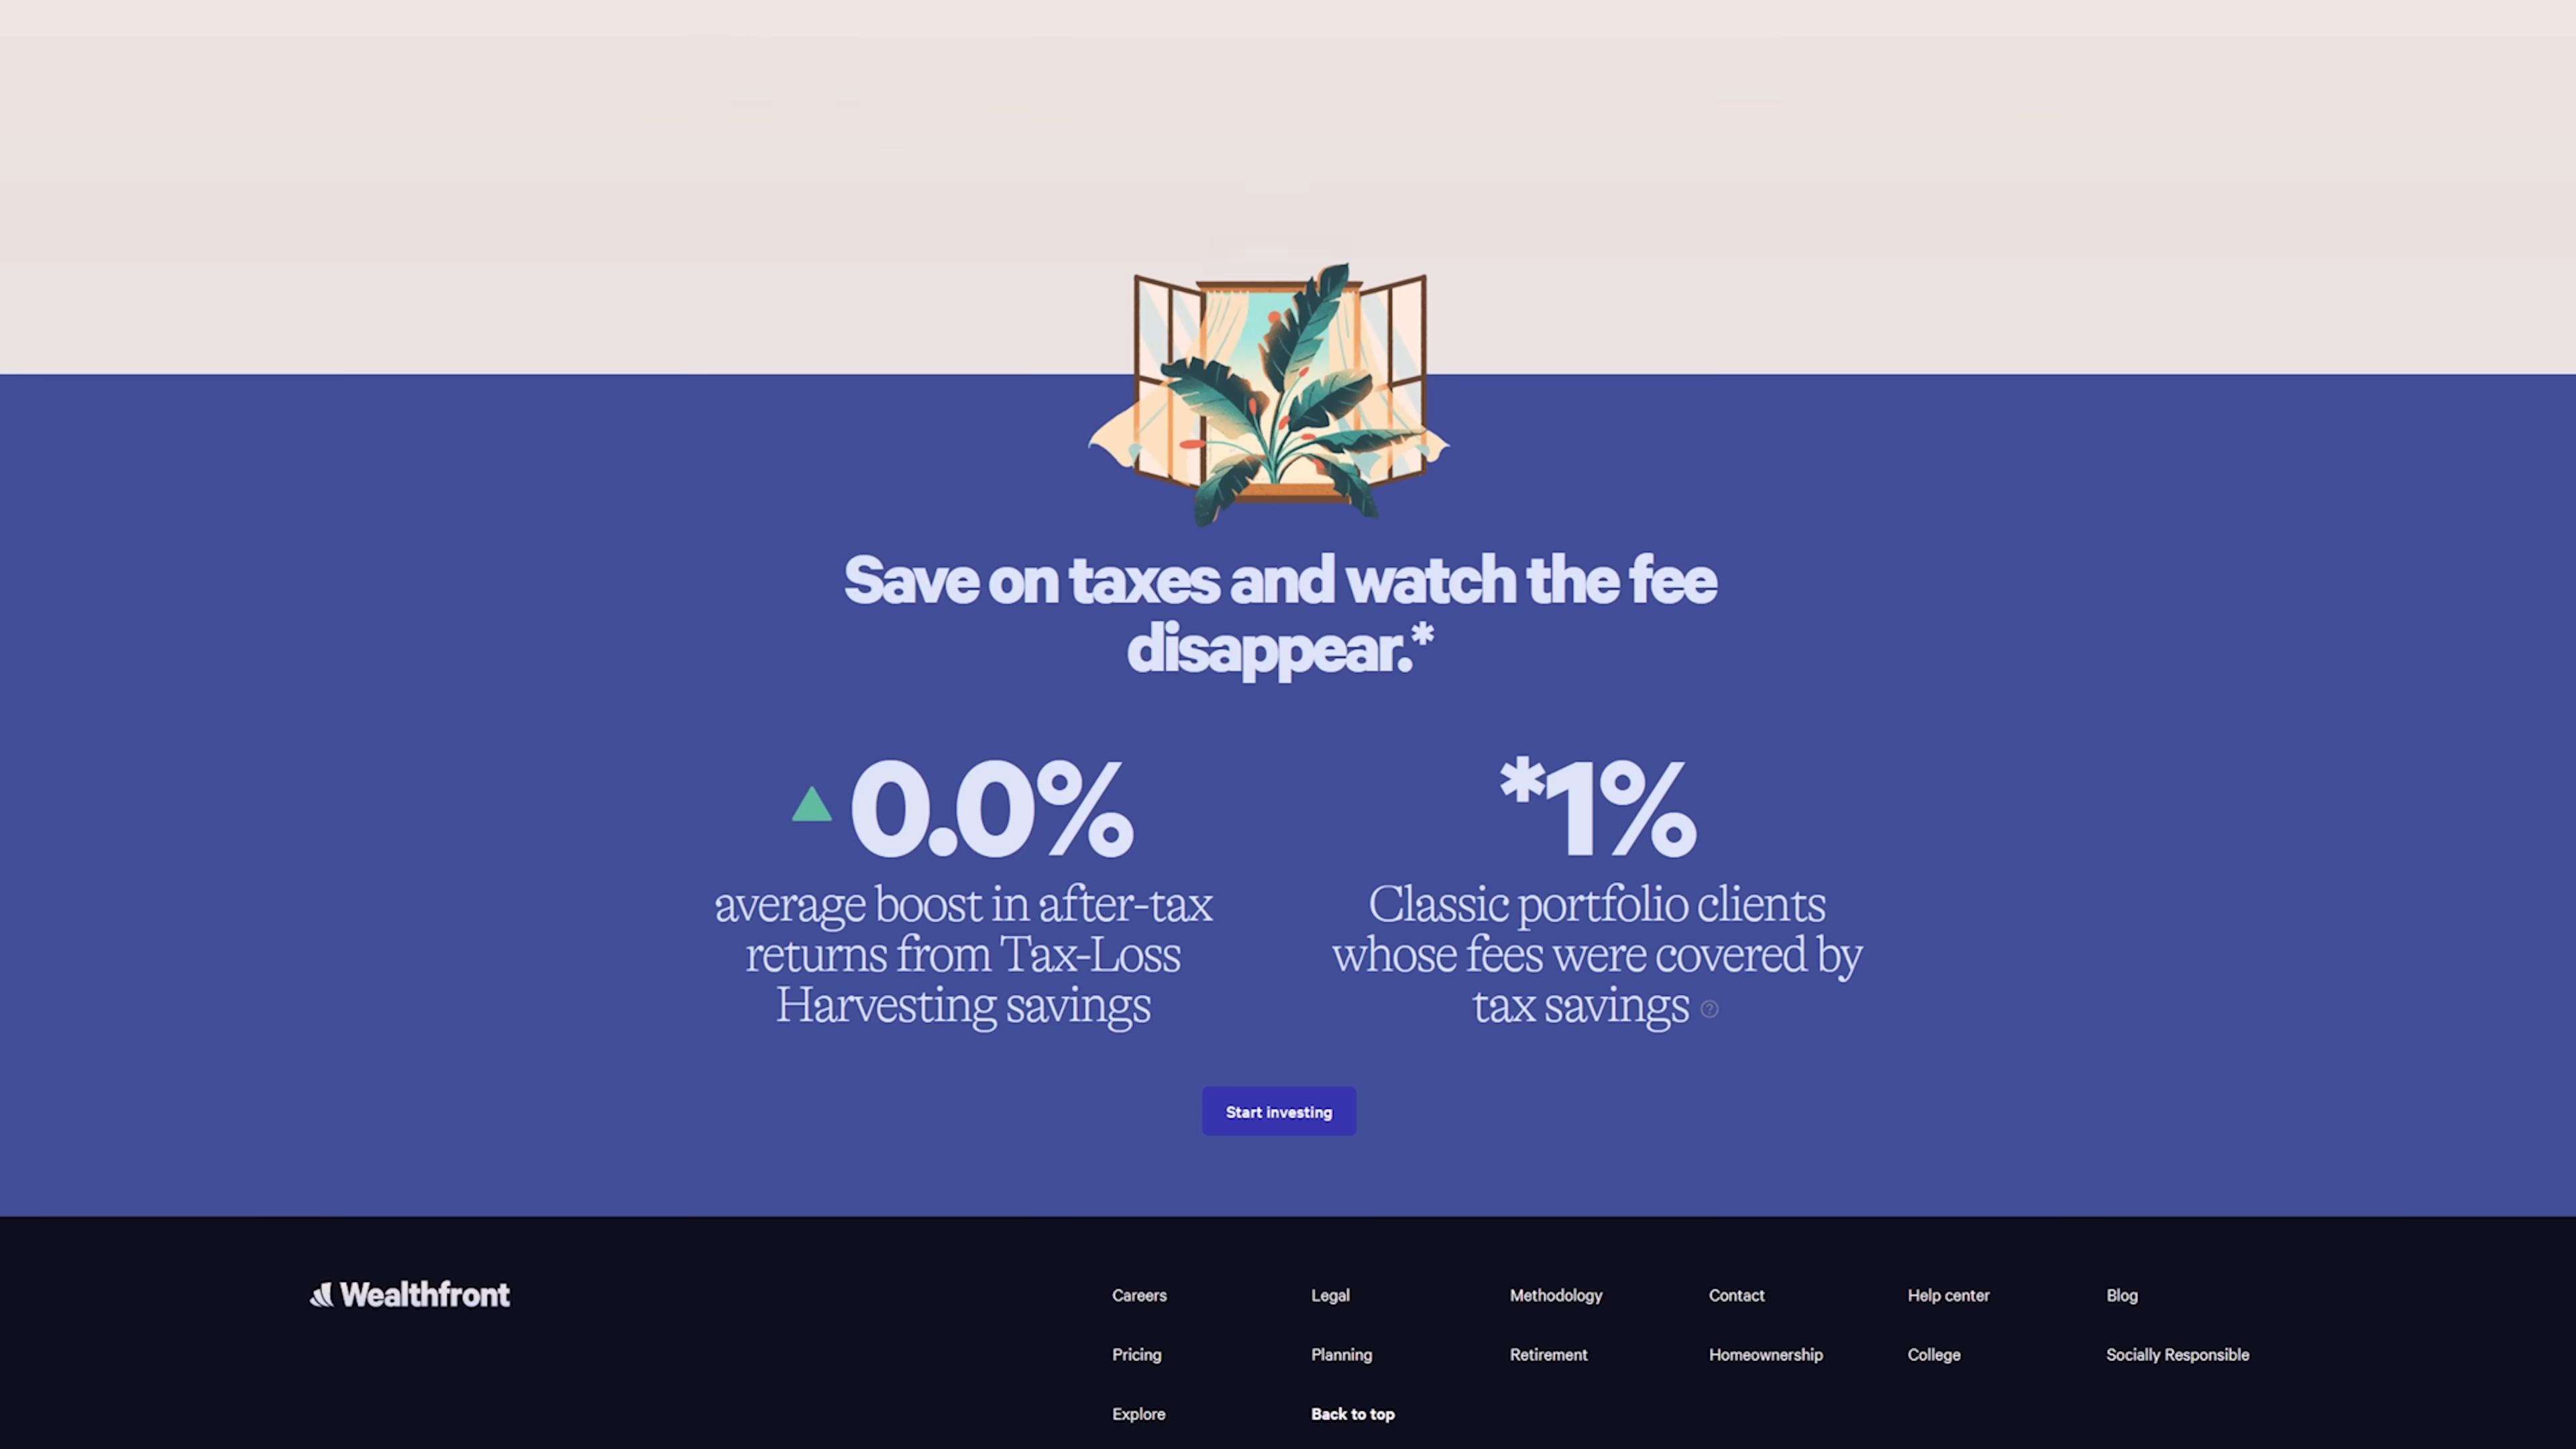 Save on taxes and watch the fee
disappear.*
0.0%
average boost in after-tax
returns from Tax-Loss
Harvesting savings
*1%
Classic portfolio clients
whose fees were covered by
tax savings ?
Start investing
Wealthfront
Careers Legal Methodology Contact Help center Blog
Pricing Planning Retirement Homeownership College Socially Responsible
Explore Back to top